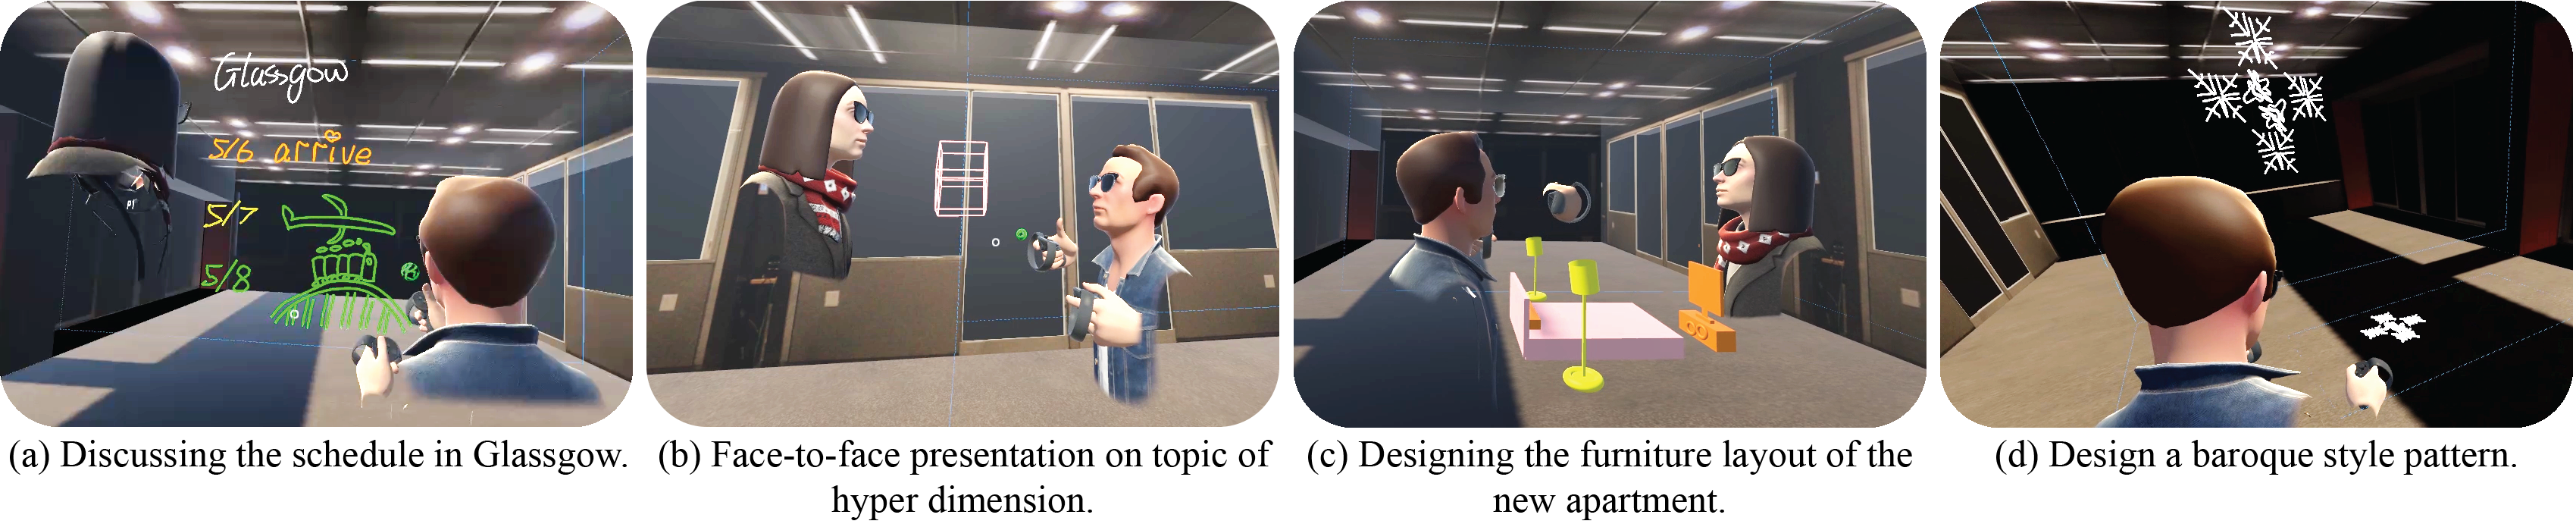 Glassgow
5/6 arrive
5/7
5/8
(a) Discussing the schedule in Glassgow.
(b) Face-to-face presentation on topic of
hyper dimension.
(c) Designing the furniture layout of the
new apartment.
(d) Design a baroque style pattern.